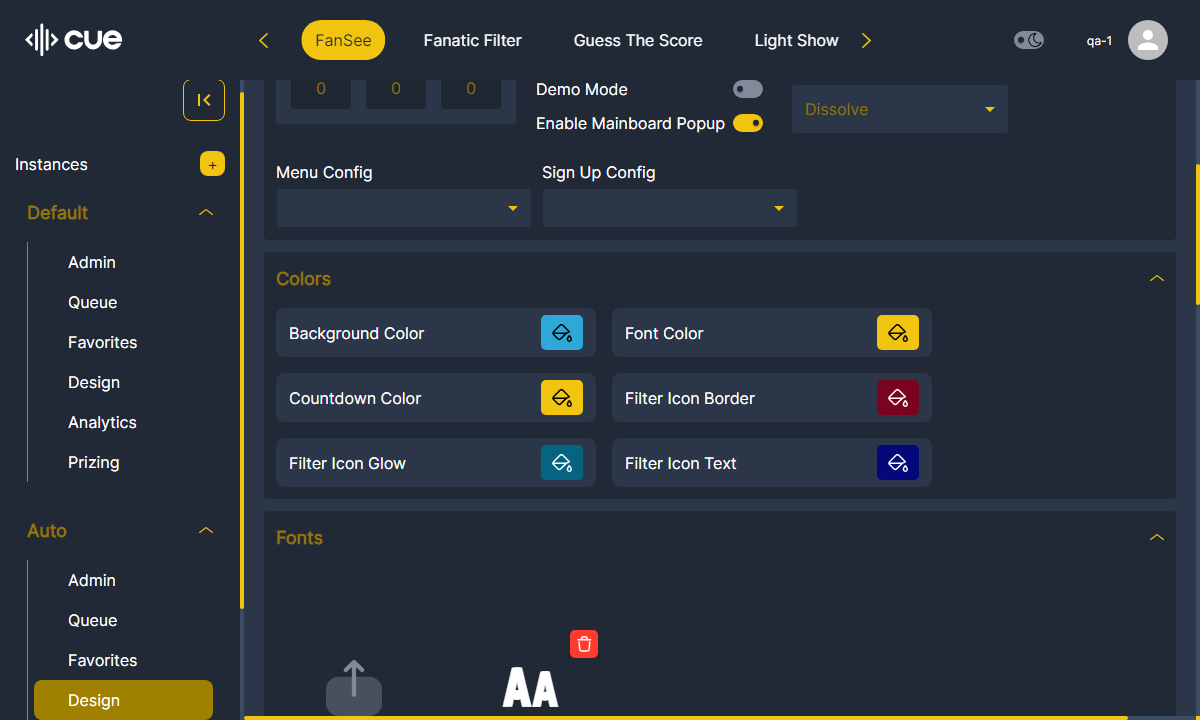 cue
FanSee
Fanatic Filter
Guess The Score
Light Show
qa-1
Instances
+
Default
Admin
Queue
Favorites
Design
Analytics
Prizing
Auto
Admin
Queue
Favorites
Design
0 0 0
Demo Mode
Enable Mainboard Popup
Dissolve
Menu Config
Sign Up Config
Colors
Background Color
Font Color
Countdown Color
Filter Icon Border
Filter Icon Glow
Filter Icon Text
Fonts
AA